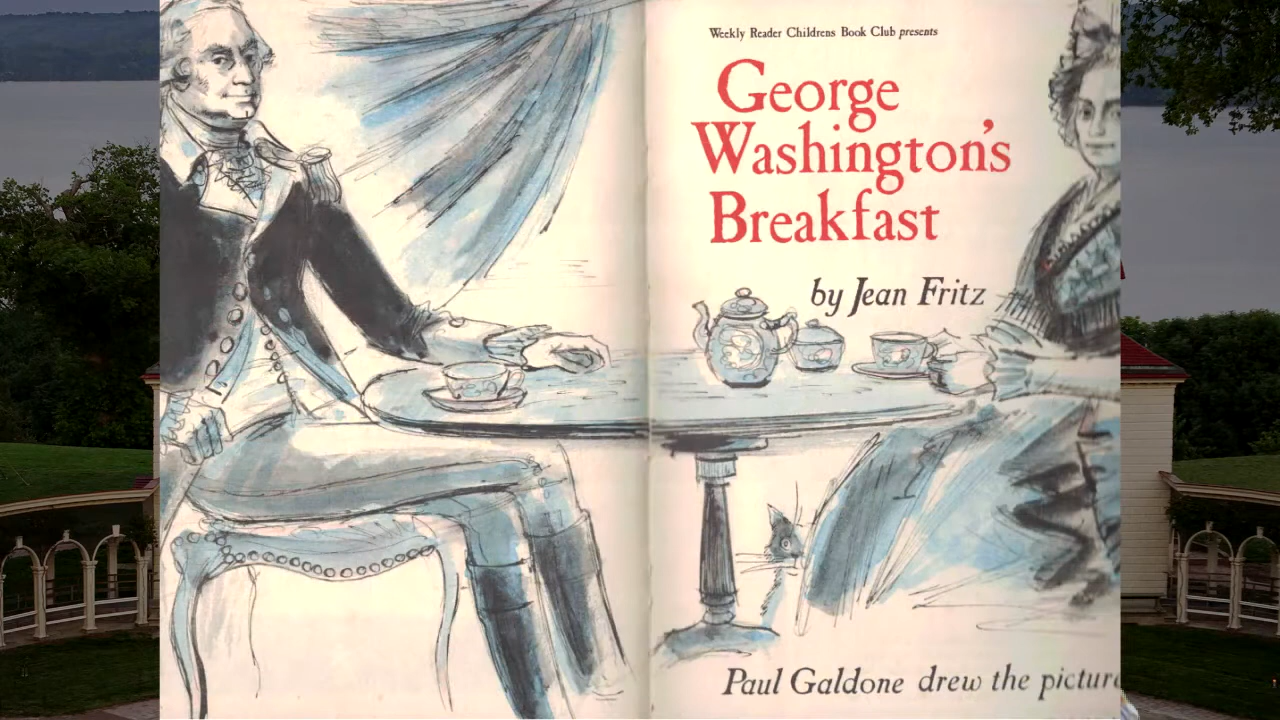 Weekly Reader Childrens Book Club presents
George
Washington's
Breakfast
by Jean Fritz
Paul Galdone drew the picture